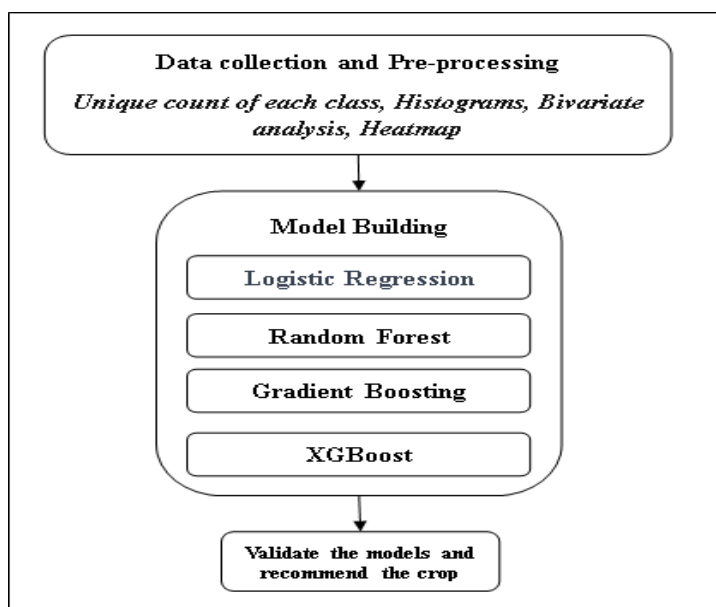 Data collection and Pre-processing
Unique count of each class, Histograms, Bivariate
analysis, Heatmap
Model Building
Logistic Regression
Random Forest
Gradient Boosting
XGBoost
Validate the models and
recommend the crop